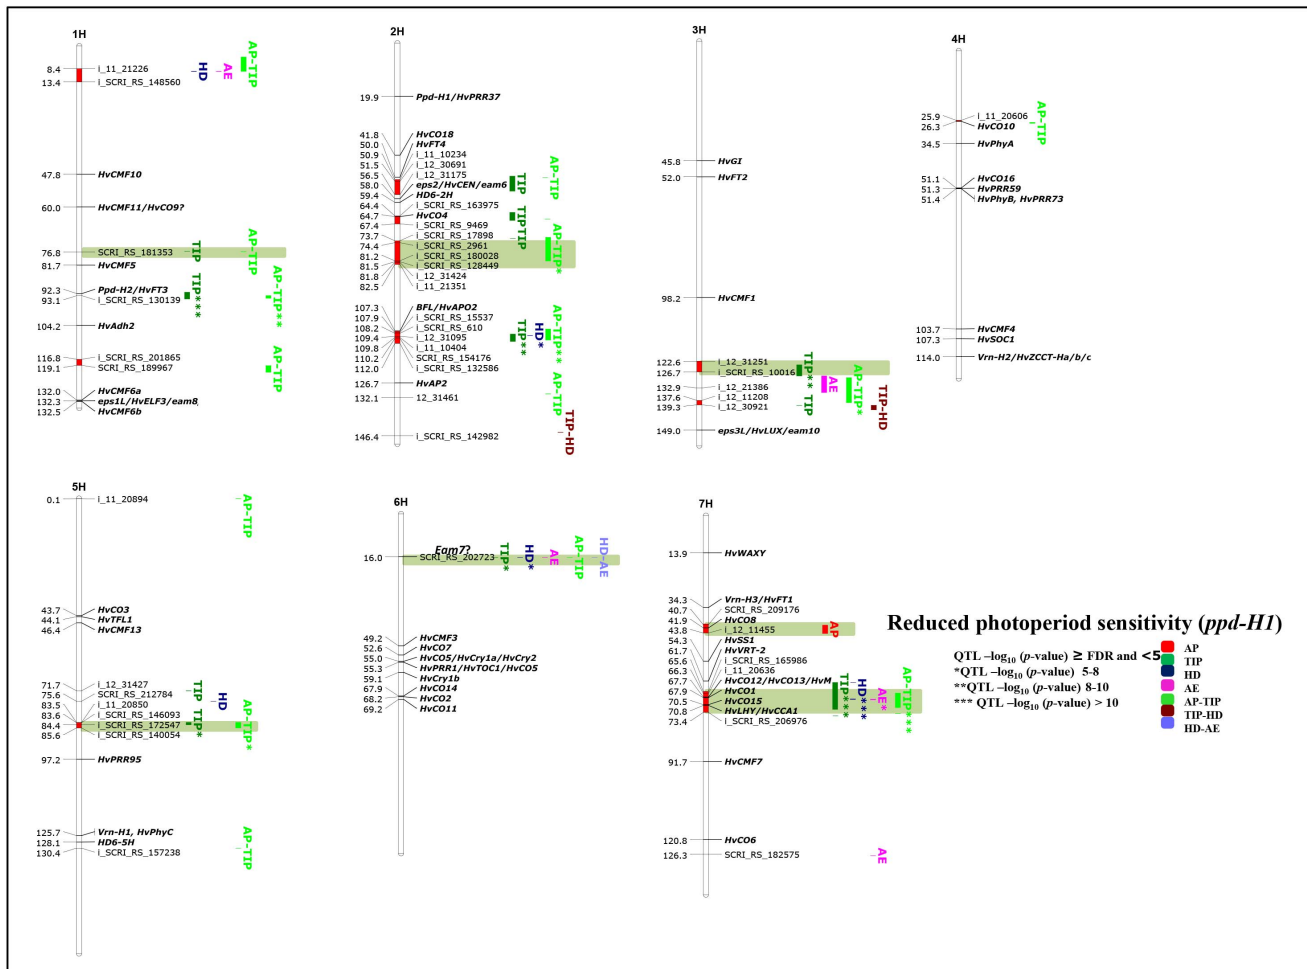 1H
8.4 i_11_21226
13.4 i_SCRI_RS_148560
47.8 HvCMF10
60.0 HvCMF11/HvCO9?
76.8 SCRI_RS_181353
81.7 HvCMF5
92.3 Ppd-H2/HvFT3
93.1 i_SCRI_RS_130139
104.2 HvAdh2
116.8 i_SCRI_RS_201865
119.1 SCRI_RS_189967
132.0 HvCMF6a
132.3 eps1L/HvELF3/eam8
132.5 HvCMF6b
HD
AE
AP-TIP
TIP
AP-TIP
TIP***
AP-TIP**
AP-TIP
2H
19.9 Ppd-H1/HvPRR37
41.8 HvCO18
50.0 HvFT4
50.9 i_11_10234
51.5 i_12_30691
56.5 i_12_31175
58.0 eps2/HvCEN/eam6
59.4 HD6-2H
64.4 i_SCRI_RS_163975
64.7 HvCO4
67.4 i_SCRI_RS_9469
73.7 i_SCRI_RS_17898
74.4 i_SCRI_RS_2961
81.2 i_SCRI_RS_180028
81.5 i_SCRI_RS_128449
81.8 i_12_31424
82.5 i_11_21351
107.3 BFL/HvAPO2
107.9 i_SCRI_RS_15537
108.2 i_SCRI_RS_610
109.4 i_12_31095
109.8 i_11_10404
110.2 SCRI_RS_154176
112.0 i_SCRI_RS_132586
126.7 HvAP2
132.1 12_31461
146.4 i_SCRI_RS_142982
TIP
AP-TIP
TIP
TIP
AP-TIP*
TIP**
HD*
AP-TIP**
AP-TIP
TIP-HD
3H
45.8 HvGI
52.0 HvFT2
98.2 HvCMF1
122.6 i_12_31251
126.7 i_SCRI_RS_10016
132.9 i_12_21386
137.6 i_12_11208
139.3 i_12_30921
149.0 eps3L/HvLUX/eam10
TIP**
TIP
AE
AP-TIP*
TIP-HD
4H
25.9 i_11_20606
26.3 HvCO10
34.5 HvPhyA
51.1 HvCO16
51.3 HvPRR59
51.4 HvPhyB, HvPRR73
103.7 HvCMF4
107.3 HvSOC1
114.0 Vrn-H2/HvZCCT-Ha/b/c
AP-TIP
5H
0.1 i_11_20894
43.7 HvCO3
44.1 HvTFL1
46.4 HvCMF13
71.7 i_12_31427
75.6 SCRI_RS_212784
83.5 i_11_20850
83.6 i_SCRI_RS_146093
84.4 i_SCRI_RS_172547
85.6 i_SCRI_RS_140054
97.2 HvPRR95
125.7 Vrn-H1, HvPhyC
128.1 HD6-5H
130.4 i_SCRI_RS_157238
AP-TIP
TIP
HD
TIP*
AP-TIP*
AP-TIP
6H
Eam7?
16.0 SCRI_RS_202723
49.2 HvCMF3
52.6 HvCO7
55.0 HvCO5/HvCry1a/HvCry2
55.3 HvPRR1/HvTOC1/HvCO5
59.1 HvCry1b
67.9 HvCO14
68.2 HvCO2
69.2 HvCO11
TIP*
HD*
AE
AP-TIP
HD-AE
7H
13.9 HvWAXY
34.3 Vrn-H3/HvFT1
40.7 SCRI_RS_209176
41.9 HvCO8
43.8 i_12_11455
54.3 HvSS1
61.7 HvVRT-2
65.6 i_SCRI_RS_165986
66.3 i_11_20636
67.7 HvCO12/HvCO13/HvM
67.9 HvCO1
70.5 HvCO15
70.8 HvLHY/HvCCA1
73.4 i_SCRI_RS_206976
91.7 HvCMF7
120.8 HvCO6
126.3 SCRI_RS_182575
AP
TIP***
HD***
AE*
AP-TIP***
AE
Reduced photoperiod sensitivity (ppd-H1)
QTL –log10 (p-value) ≥ FDR and <5
*QTL –log10 (p-value) 5-8
**QTL –log10 (p-value) 8-10
*** QTL –log10 (p-value) > 10
AP
TIP
HD
AE
AP-TIP
TIP-HD
HD-AE